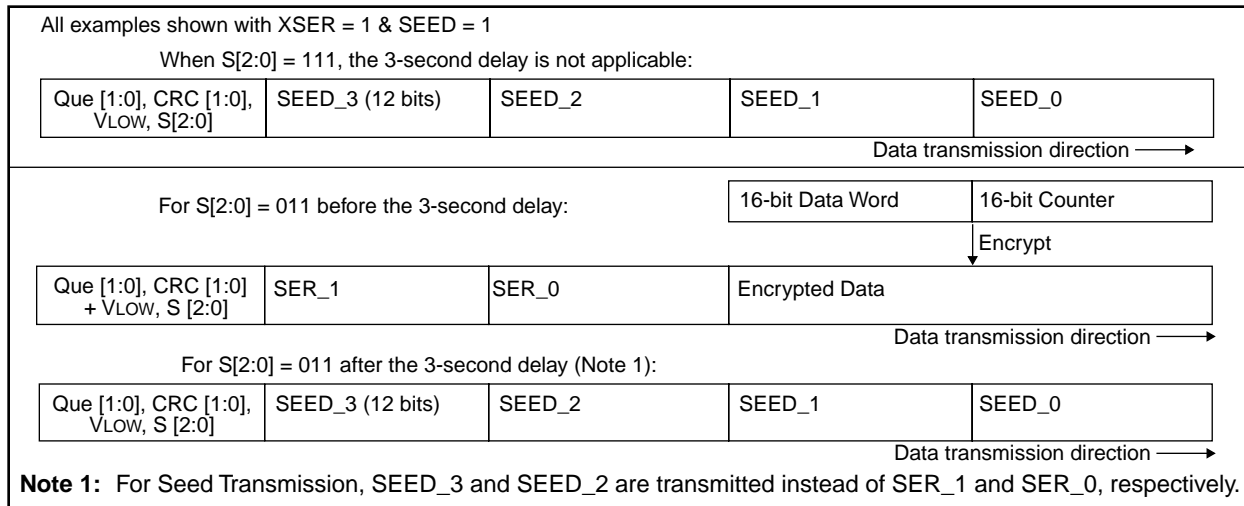 All examples shown with XSER = 1 & SEED = 1
When S[2:0] = 111, the 3-second delay is not applicable:
Que [1:0], CRC [1:0],
VLOW, S[2:0]
SEED_3 (12 bits)
SEED_2
SEED_1
SEED_0
Data transmission direction
For S[2:0] = 011 before the 3-second delay:
16-bit Data Word
16-bit Counter
Encrypt
Que [1:0], CRC [1:0]
+ VLOW, S [2:0]
SER_1
SER_0
Encrypted Data
Data transmission direction
For S[2:0] = 011 after the 3-second delay (Note 1):
Que [1:0], CRC [1:0],
VLOW, S [2:0]
SEED_3 (12 bits)
SEED_2
SEED_1
SEED_0
Data transmission direction
Note 1: For Seed Transmission, SEED_3 and SEED_2 are transmitted instead of SER_1 and SER_0, respectively.